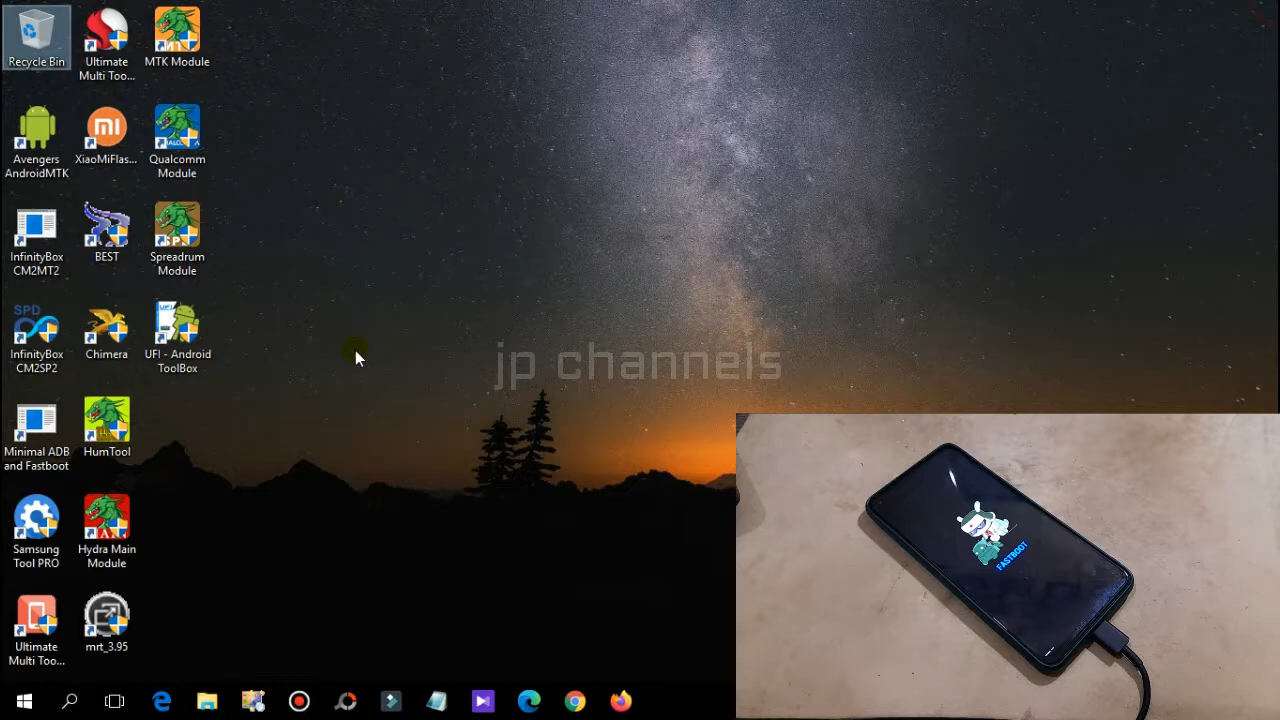 Recycle Bin
Ultimate
Multi Too...
MTK Module
Avengers
AndroidMTK
XiaoMiFlas...
Qualcomm
Module
InfinityBox
CM2MT2
BEST
Spreadrum
Module
SPD
InfinityBox
CM2SP2
Chimera
UFI
UFI - Android
ToolBox
jp channels
Minimal ADB
and Fastboot
HumTool
Samsung
Tool PRO
Hydra Main
Module
FASTBOOT
Ultimate
Multi Too...
mrt_3.95